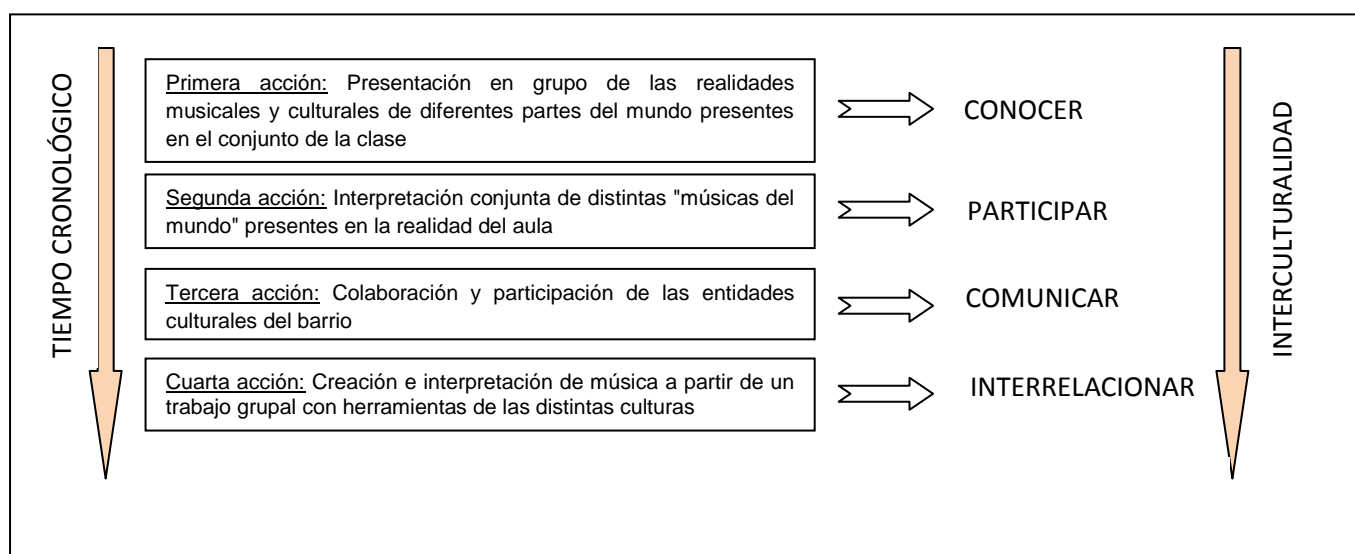 TIEMPO CRONOLÓGICO
Primera acción: Presentación en grupo de las realidades
musicales y culturales de diferentes partes del mundo presentes
en el conjunto de la clase
CONOCER
Segunda acción: Interpretación conjunta de distintas "músicas del
mundo" presentes en la realidad del aula
PARTICIPAR
Tercera acción: Colaboración y participación de las entidades
culturales del barrio
COMUNICAR
Cuarta acción: Creación e interpretación de música a partir de un
trabajo grupal con herramientas de las distintas culturas
INTERRELACIONAR
INTERCULTURALIDAD